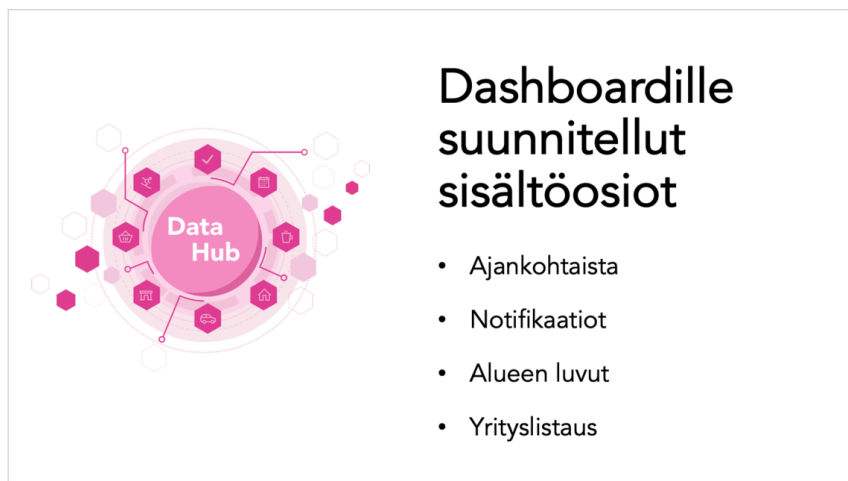 Data
Hub
Dashboardille
suunnitellut
sisältöosiot
• Ajankohtaista
• Notifikaatiot
• Alueen luvut
• Yrityslistaus